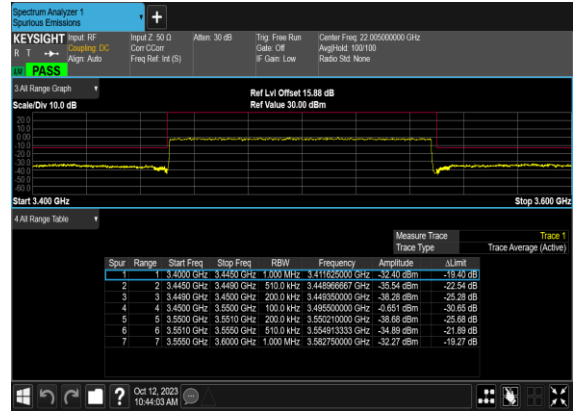 Spectrum Analyzer 1
Spurious Emissions
KEYSIGHT Input: RF Input Z: 50 Ω Atten: 30 dB Trig: Free Run Center Freq: 22.005000000 GHz
R T Coupling: DC Corr CCorr Gate: Off Avg|Hold: 100/100
Align: Auto Freq Ref: Int (S) IF Gain: Low Radio Std: None
PASS
3 All Range Graph
Ref Lvl Offset 15.88 dB
Scale/Div 10.0 dB Ref Value 30.00 dBm
20.0
10.0
0.00
-10.0
-20.0
-30.0
-40.0
-50.0
-60.0
Start 3.400 GHz Stop 3.600 GHz
4 All Range Table
Measure Trace Trace 1
Trace Type Trace Average (Active)
Spur Range Start Freq Stop Freq RBW Frequency Amplitude ΔLimit
1 1 3.4000 GHz 3.4450 GHz 1.000 MHz 3.411625000 GHz -32.40 dBm -19.40 dB
2 2 3.4450 GHz 3.4490 GHz 510.0 kHz 3.448966667 GHz -35.54 dBm -22.54 dB
3 3 3.4490 GHz 3.4500 GHz 200.0 kHz 3.449350000 GHz -38.28 dBm -25.28 dB
4 4 3.4500 GHz 3.5500 GHz 100.0 kHz 3.495500000 GHz -0.651 dBm -30.65 dB
5 5 3.5500 GHz 3.5510 GHz 200.0 kHz 3.550210000 GHz -38.68 dBm -25.68 dB
6 6 3.5510 GHz 3.5550 GHz 510.0 kHz 3.554913333 GHz -34.89 dBm -21.89 dB
7 7 3.5550 GHz 3.6000 GHz 1.000 MHz 3.582750000 GHz -32.27 dBm -19.27 dB
Oct 12, 2023
10:44:03 AM